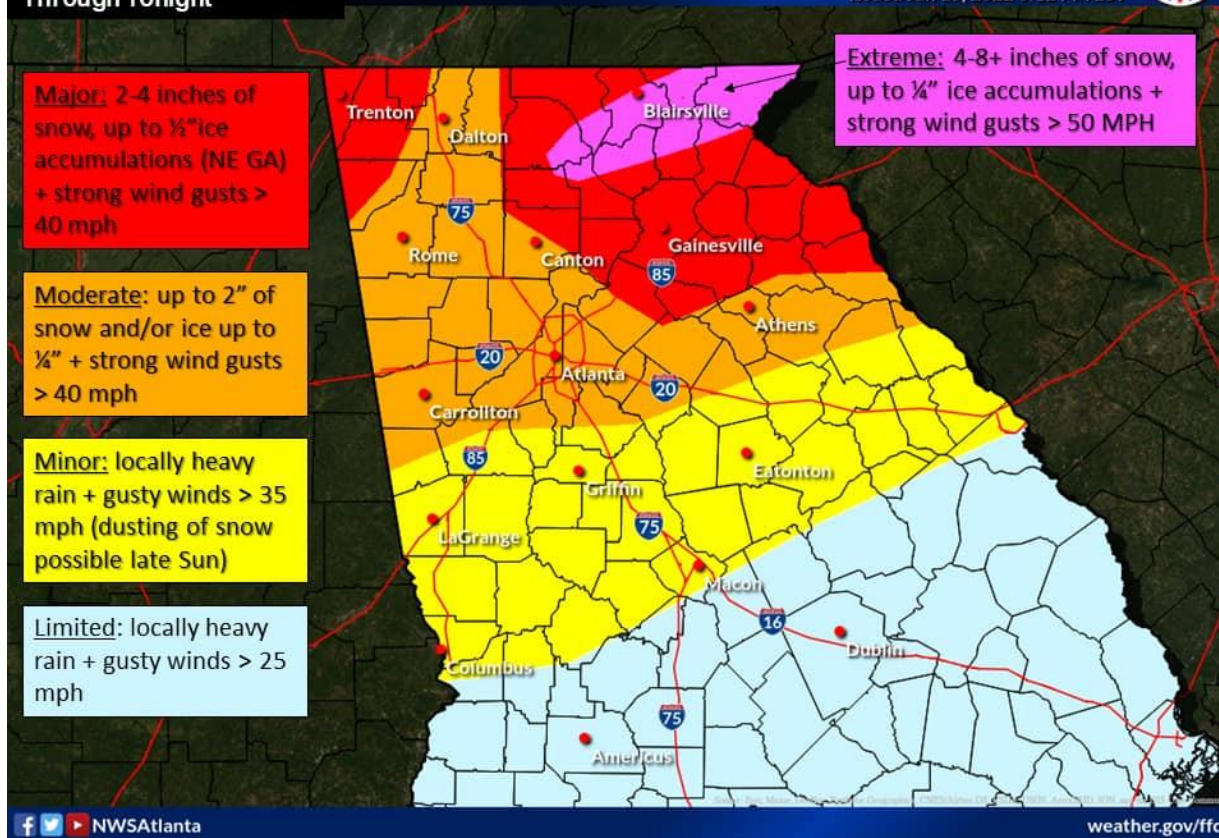 Through Tonight
Major: 2-4 inches of
snow, up to ½"ice
accumulations (NE GA)
+ strong wind gusts >
40 mph
Moderate: up to 2" of
snow and/or ice up to
¼" + strong wind gusts
> 40 mph
Minor: locally heavy
rain + gusty winds > 35
mph (dusting of snow
possible late Sun)
Limited: locally heavy
rain + gusty winds > 25
mph
Extreme: 4-8+ inches of snow,
up to ¼" ice accumulations +
strong wind gusts > 50 MPH
Trenton
Dalton
Blairsville
75
Rome
Canton
Gainesville
85
Athens
20
Atlanta
20
Carrollton
85
Griffin
Eatonton
LaGrange
75
Macon
16
Columbus
Dublin
75
Americus
NWSAtlanta
weather.gov/ffc